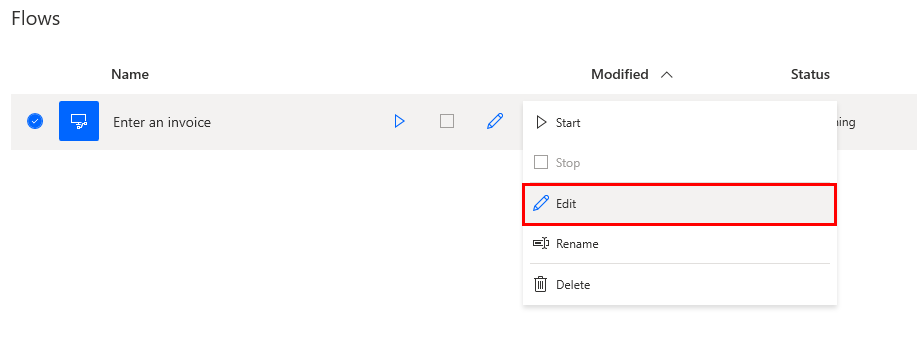 Flows
Name Modified Status
Enter an invoice
Start
Stop
Edit
Rename
Delete